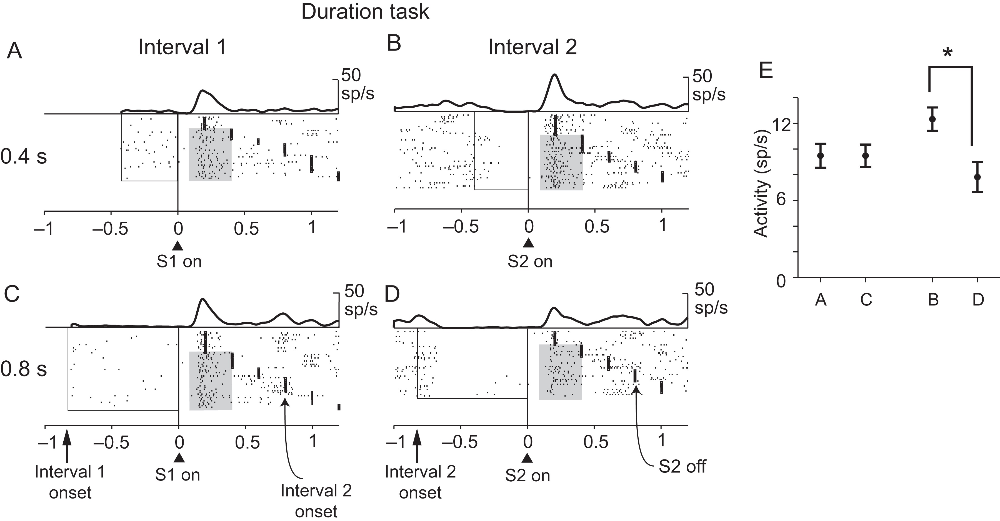 Duration task
A
Interval 1
B
Interval 2
*
E
50
sp/s
50
sp/s
0.4 s
–1
–0.5
0
0.5
1
S1 on
–1
–0.5
0
0.5
1
S2 on
Activity (sp/s)
12
6
0
A
C
B
D
C
50
sp/s
D
50
sp/s
0.8 s
–1
–0.5
0
0.5
1
Interval 1
onset
S1 on
Interval 2
onset
–1
–0.5
0
0.5
1
Interval 2
onset
S2 on
S2 off